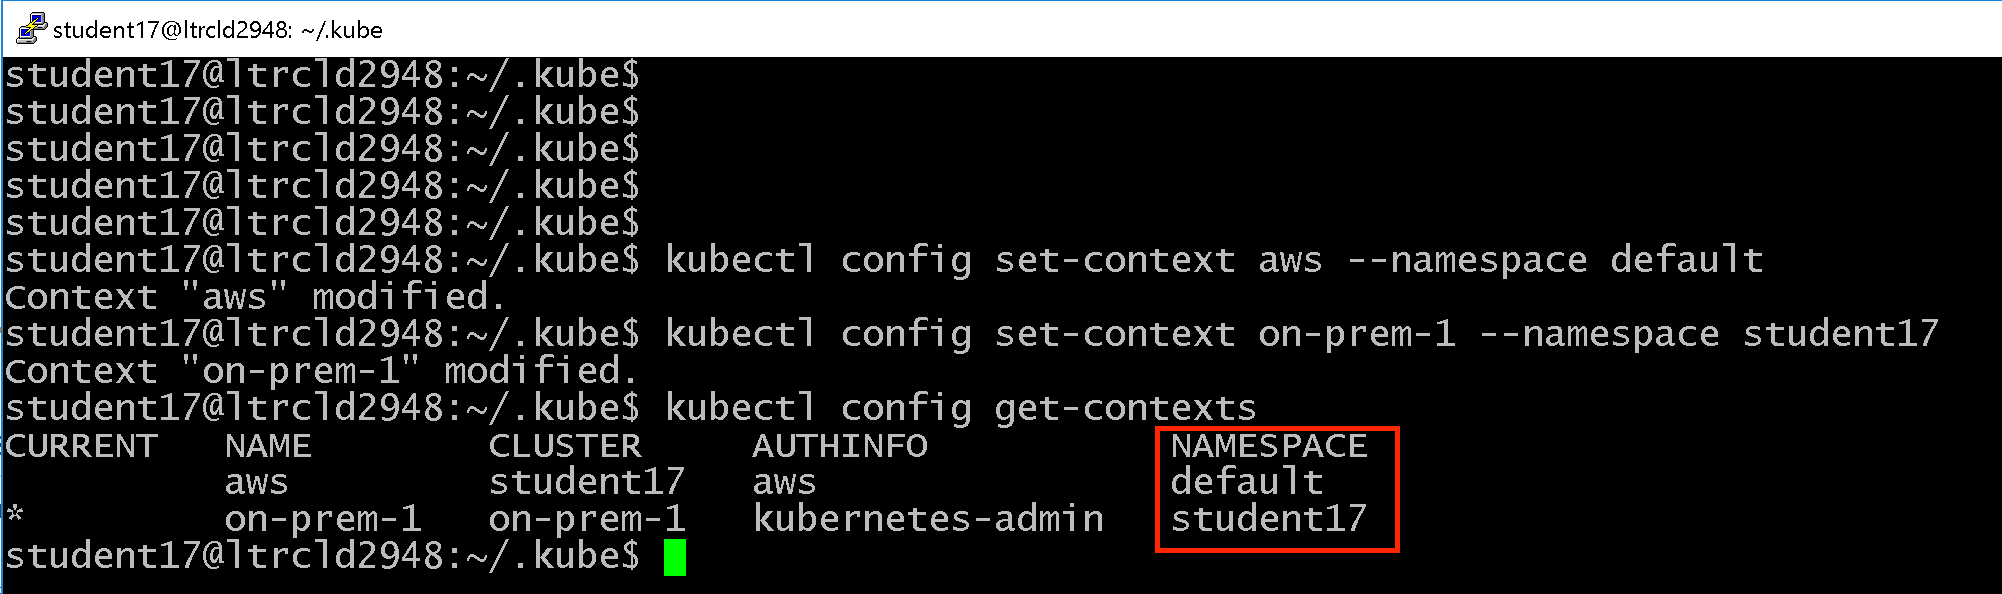 student17@ltrcld2948: ~/.kube
student17@ltrcld2948:~/.kube$
student17@ltrcld2948:~/.kube$
student17@ltrcld2948:~/.kube$
student17@ltrcld2948:~/.kube$
student17@ltrcld2948:~/.kube$
student17@ltrcld2948:~/.kube$ kubectl config set-context aws --namespace default
Context "aws" modified.
student17@ltrcld2948:~/.kube$ kubectl config set-context on-prem-1 --namespace student17
Context "on-prem-1" modified.
student17@ltrcld2948:~/.kube$ kubectl config get-contexts
CURRENT   NAME        CLUSTER     AUTHINFO           NAMESPACE
          aws         student17   aws                default
*         on-prem-1   on-prem-1   kubernetes-admin   student17
student17@ltrcld2948:~/.kube$